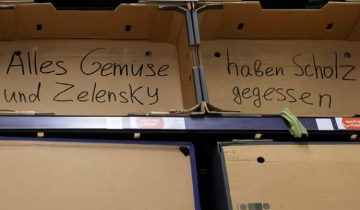 Alles Gemüse
und Zelensky
haben Scholz
gegessen